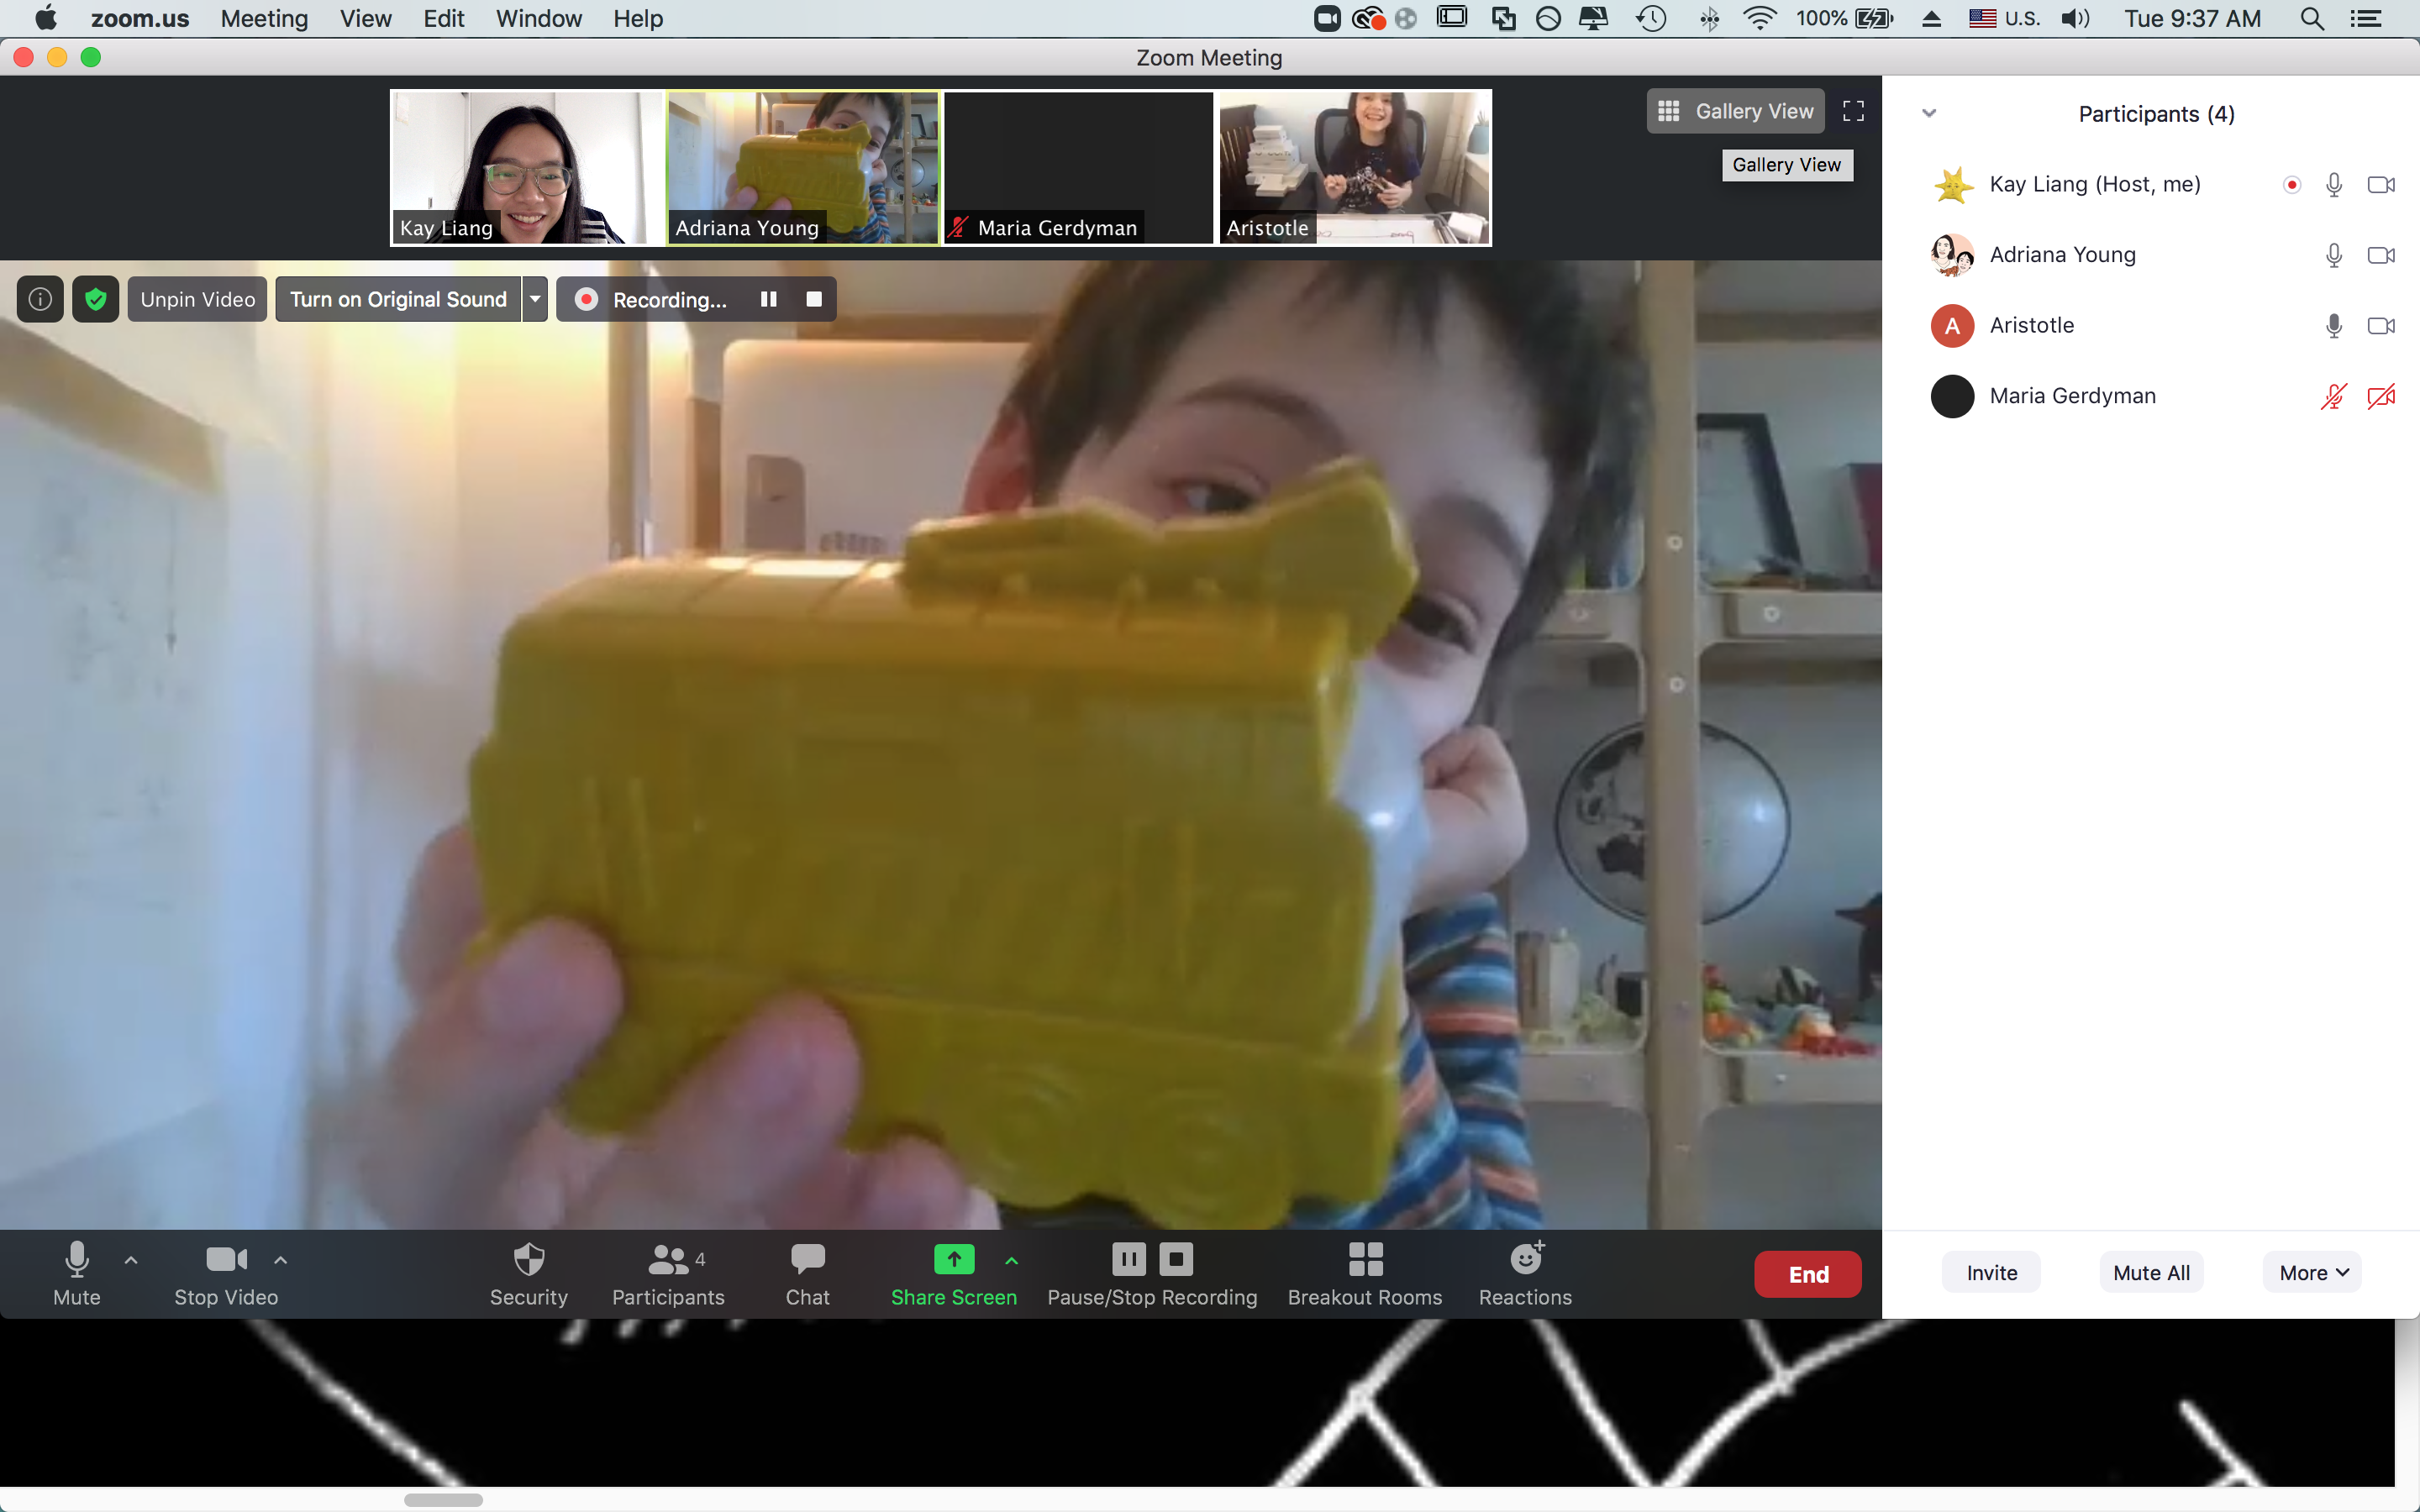 zoom.us Meeting View Edit Window Help 100% U.S. Tue 9:37 AM
Zoom Meeting
Kay Liang
Adriana Young
Maria Gerdyman
Aristotle
Gallery View
Gallery View
Unpin Video
Turn on Original Sound
Recording...
Participants (4)
Kay Liang (Host, me)
Adriana Young
A Aristotle
Maria Gerdyman
Mute
Stop Video
Security
Participants 4
Chat
Share Screen
Pause/Stop Recording
Breakout Rooms
Reactions
End
Invite
Mute All
More